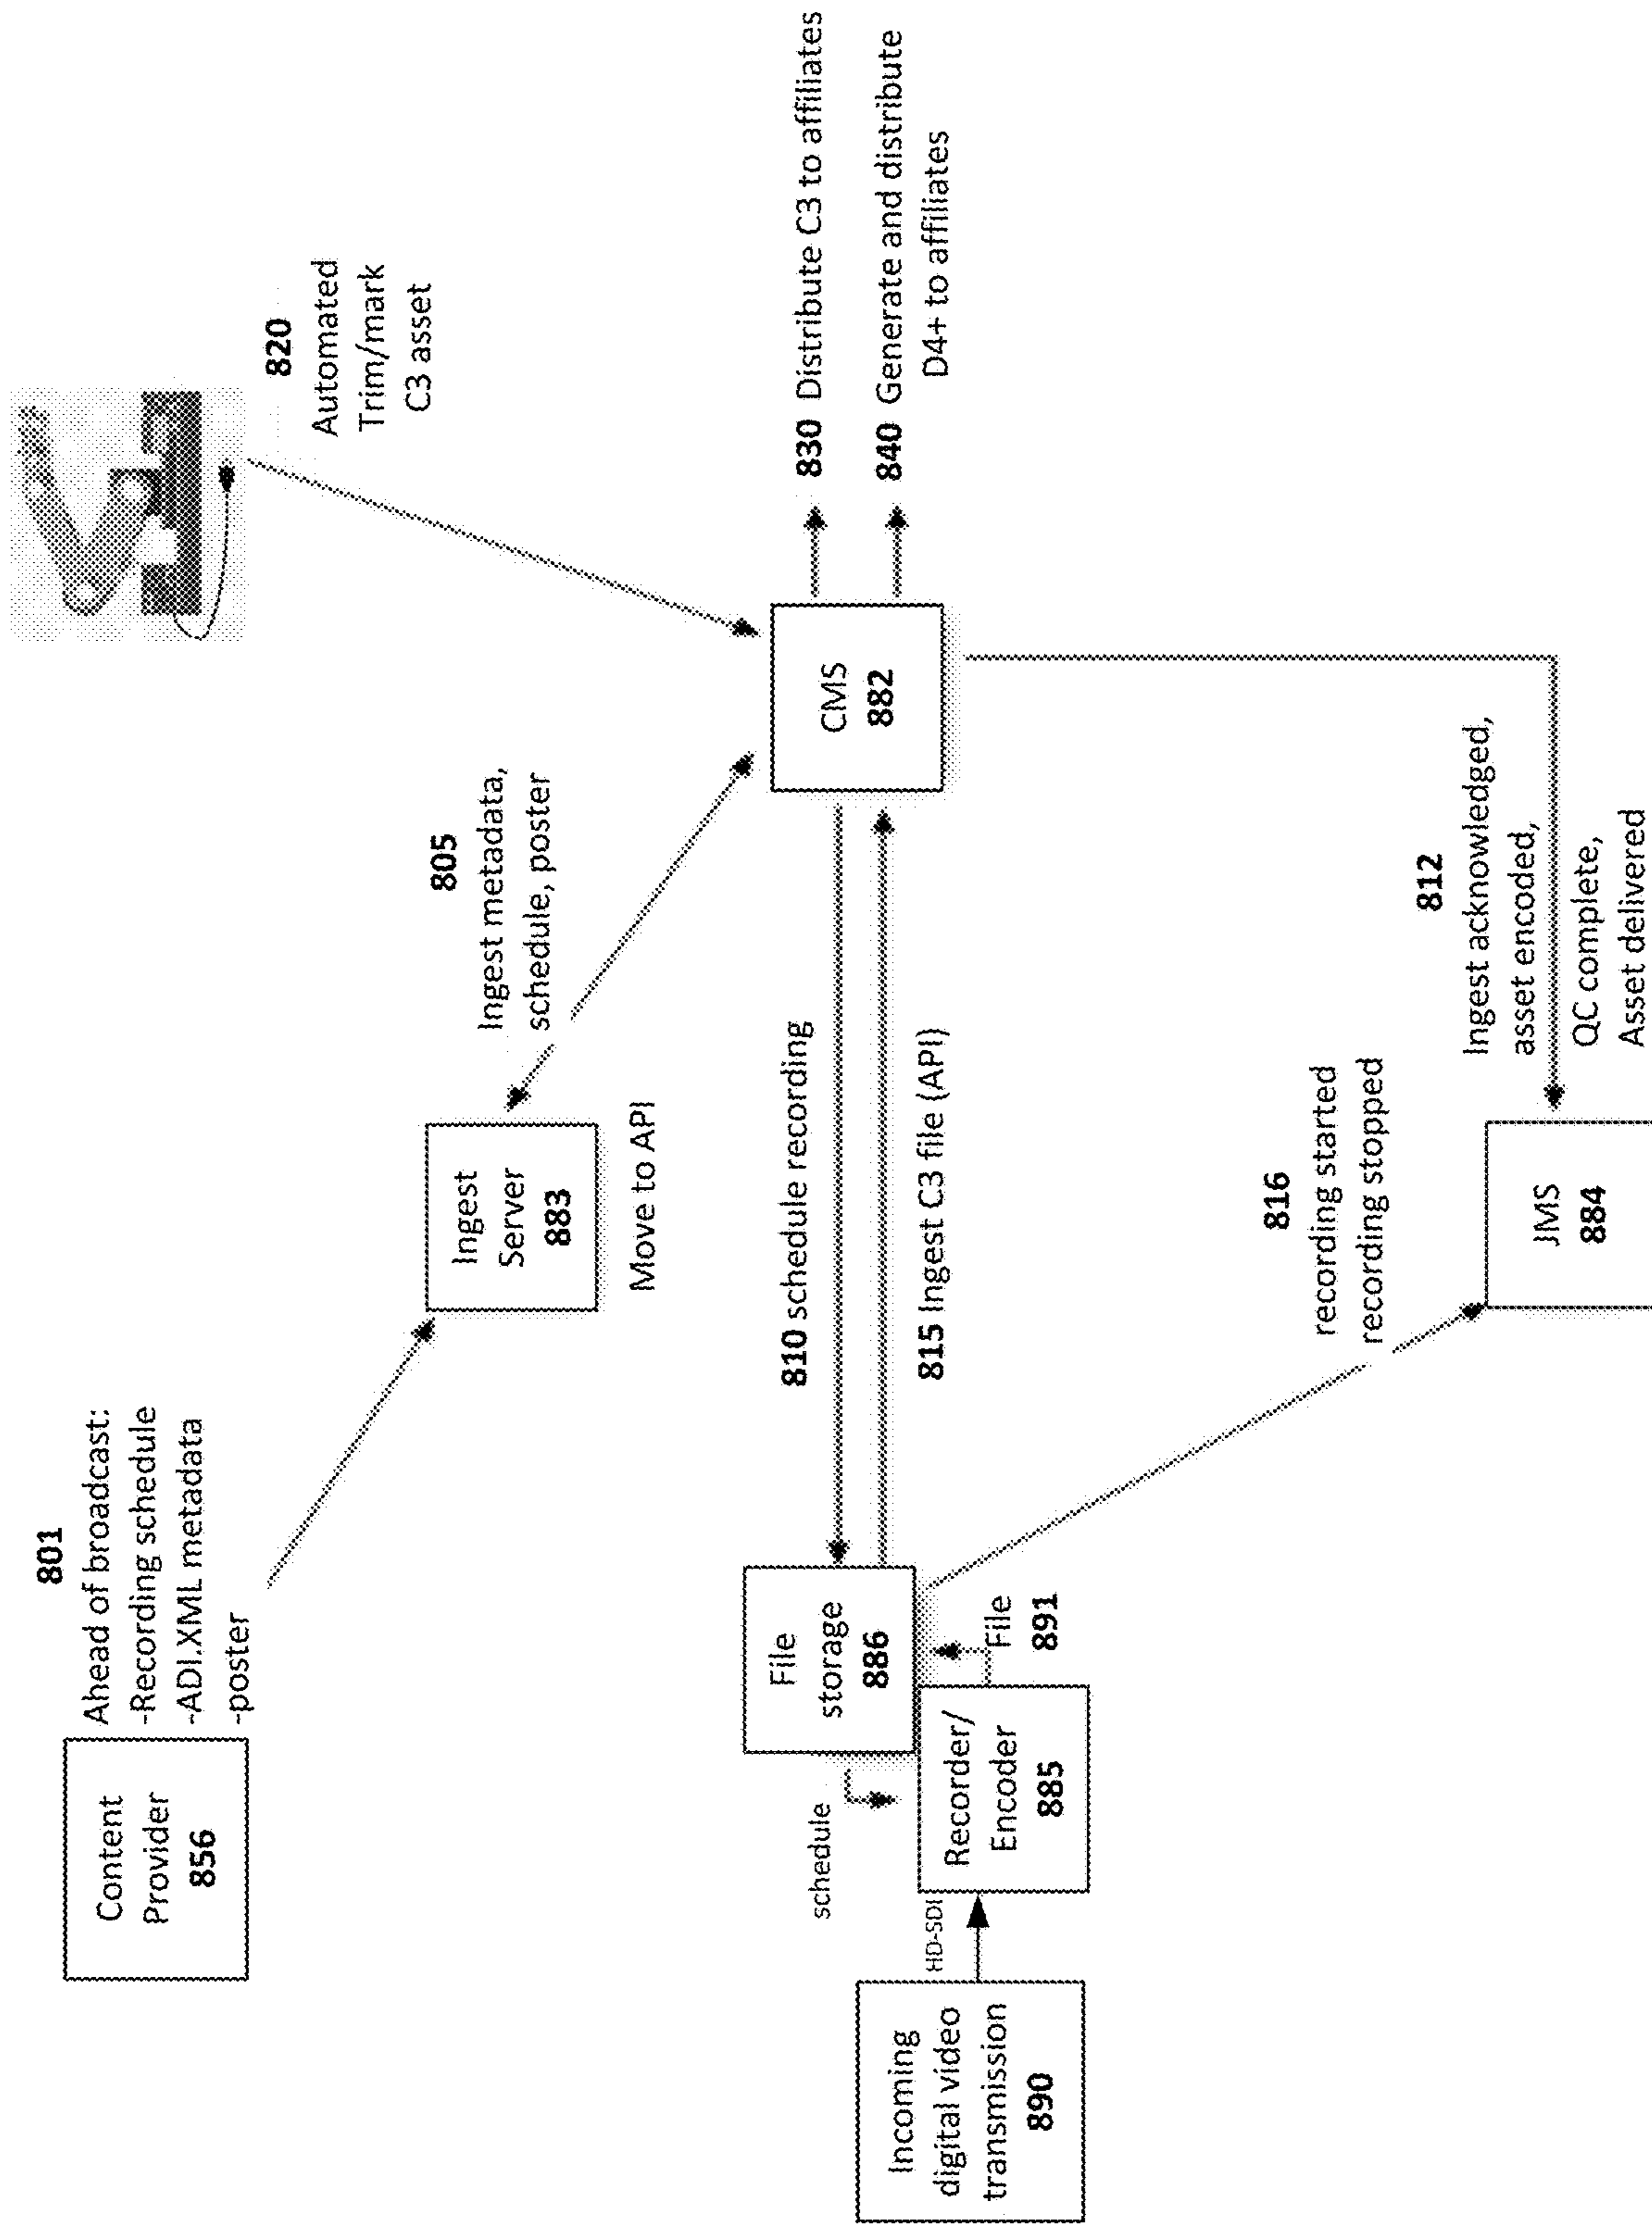 Content
Provider
856
801
Ahead of broadcast:
-Recording schedule
-ADI.XML metadata
-poster
820
Automated
Trim/mark
C3 asset
Ingest
Server
883
Move to API
805
Ingest metadata,
schedule, poster
810 schedule recording
815 Ingest C3 file (API)
CMS
882
830 Distribute C3 to affiliates
840 Generate and distribute
D4+ to affiliates
File
storage
886
schedule
Incoming
digital video
transmission
890
HD-SDI
Recorder/
Encoder
885
File
891
816
recording started
recording stopped
JMS
884
812
Ingest acknowledged,
asset encoded,
QC complete,
Asset delivered